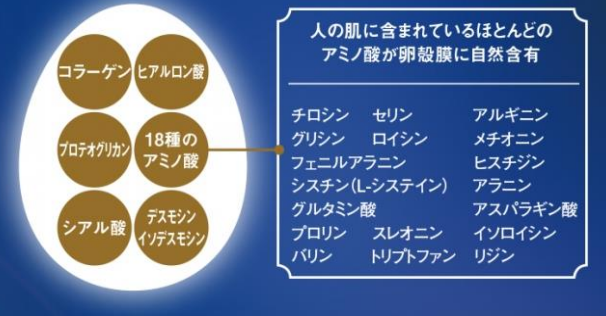 コラーゲン
ヒアルロン酸
プロテオグリカン
18種の
アミノ酸
シアル酸
デスモシン
イソデスモシン
人の肌に含まれているほとんどの
アミノ酸が卵殻膜に自然含有
チロシン セリン アルギニン
グリシン ロイシン メチオニン
フェニルアラニン ヒスチジン
シスチン(L-システイン) アラニン
グルタミン酸 アスパラギン酸
プロリン スレオニン イソロイシン
バリン トリプトファン リジン